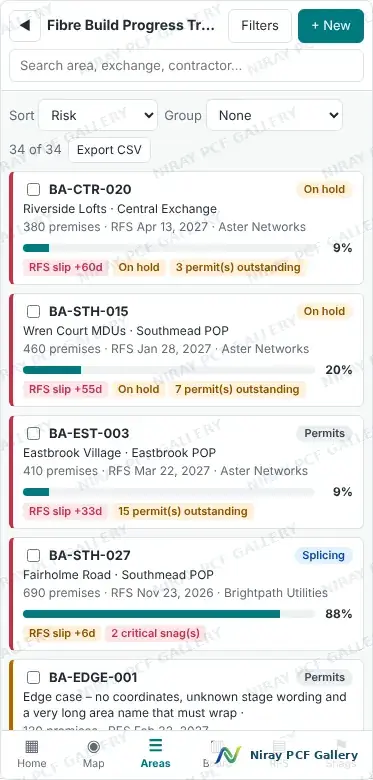 Fibre Build Progress Tr...
Filters
+ New
Search area, exchange, contractor...
Sort Risk Group None
34 of 34 Export CSV
BA-CTR-020 On hold
Riverside Lofts · Central Exchange
380 premises · RFS Apr 13, 2027 · Aster Networks
9%
RFS slip +60d On hold 3 permit(s) outstanding
BA-STH-015 On hold
Wren Court MDUs · Southmead POP
460 premises · RFS Jan 28, 2027 · Aster Networks
20%
RFS slip +55d On hold 7 permit(s) outstanding
BA-EST-003 Permits
Eastbrook Village · Eastbrook POP
410 premises · RFS Mar 22, 2027 · Aster Networks
9%
RFS slip +33d 15 permit(s) outstanding
BA-STH-027 Splicing
Fairholme Road · Southmead POP
690 premises · RFS Nov 23, 2026 · Brightpath Utilities
88%
RFS slip +6d 2 critical snag(s)
BA-EDGE-001 Permits
Edge case – no coordinates, unknown stage wording and
a very long area name that must wrap ·
Home Map Areas
Niray PCF Gallery
NIRAY PCF GALLERY